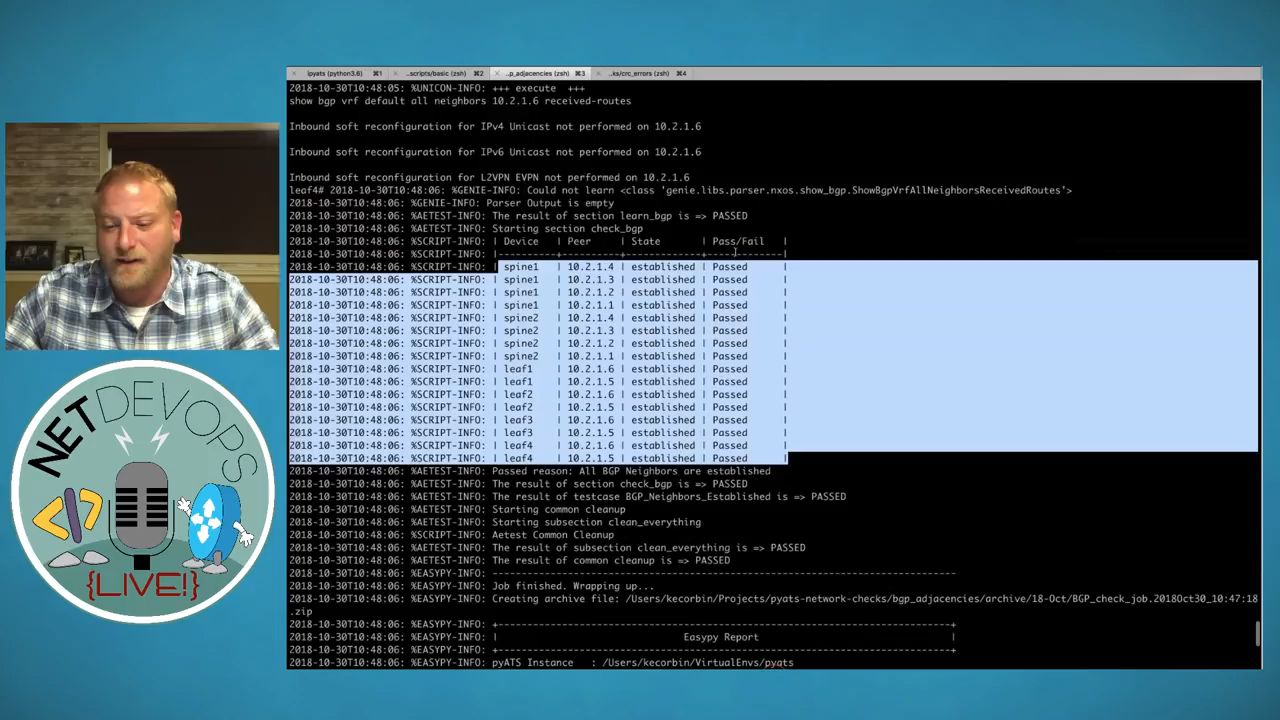 ipyats (python3.6) ⌘1 ..scripts/basic (zsh) ⌘2 ..p_adjacencies (zsh) ⌘3 ..ks/crc_errors (zsh) ⌘4
2018-10-30T10:48:05: %UNICON-INFO: +++ execute +++
show bgp vrf default all neighbors 10.2.1.6 received-routes
Inbound soft reconfiguration for IPv4 Unicast not performed on 10.2.1.6
Inbound soft reconfiguration for IPv6 Unicast not performed on 10.2.1.6
Inbound soft reconfiguration for L2VPN EVPN not performed on 10.2.1.6
leaf4# 2018-10-30T10:48:06: %GENIE-INFO: Could not learn <class 'genie.libs.parser.nxos.show_bgp.ShowBgpVrfAllNeighborsReceivedRoutes'>
2018-10-30T10:48:06: %GENIE-INFO: Parser Output is empty
2018-10-30T10:48:06: %AETEST-INFO: The result of section learn_bgp is => PASSED
2018-10-30T10:48:06: %AETEST-INFO: Starting section check_bgp
2018-10-30T10:48:06: %SCRIPT-INFO: | Device | Peer | State | Pass/Fail |
2018-10-30T10:48:06: %SCRIPT-INFO: |---------+----------+-------------+------------|
2018-10-30T10:48:06: %SCRIPT-INFO: | spine1 | 10.2.1.4 | established | Passed |
2018-10-30T10:48:06: %SCRIPT-INFO: | spine1 | 10.2.1.3 | established | Passed |
2018-10-30T10:48:06: %SCRIPT-INFO: | spine1 | 10.2.1.2 | established | Passed |
2018-10-30T10:48:06: %SCRIPT-INFO: | spine1 | 10.2.1.1 | established | Passed |
2018-10-30T10:48:06: %SCRIPT-INFO: | spine2 | 10.2.1.4 | established | Passed |
2018-10-30T10:48:06: %SCRIPT-INFO: | spine2 | 10.2.1.3 | established | Passed |
2018-10-30T10:48:06: %SCRIPT-INFO: | spine2 | 10.2.1.2 | established | Passed |
2018-10-30T10:48:06: %SCRIPT-INFO: | spine2 | 10.2.1.1 | established | Passed |
2018-10-30T10:48:06: %SCRIPT-INFO: | leaf1 | 10.2.1.6 | established | Passed |
2018-10-30T10:48:06: %SCRIPT-INFO: | leaf1 | 10.2.1.5 | established | Passed |
2018-10-30T10:48:06: %SCRIPT-INFO: | leaf2 | 10.2.1.6 | established | Passed |
2018-10-30T10:48:06: %SCRIPT-INFO: | leaf2 | 10.2.1.5 | established | Passed |
2018-10-30T10:48:06: %SCRIPT-INFO: | leaf3 | 10.2.1.6 | established | Passed |
2018-10-30T10:48:06: %SCRIPT-INFO: | leaf3 | 10.2.1.5 | established | Passed |
2018-10-30T10:48:06: %SCRIPT-INFO: | leaf4 | 10.2.1.6 | established | Passed |
2018-10-30T10:48:06: %SCRIPT-INFO: | leaf4 | 10.2.1.5 | established | Passed |
2018-10-30T10:48:06: %AETEST-INFO: Passed reason: All BGP Neighbors are established
2018-10-30T10:48:06: %AETEST-INFO: The result of section check_bgp is => PASSED
2018-10-30T10:48:06: %AETEST-INFO: The result of testcase BGP_Neighbors_Established is => PASSED
2018-10-30T10:48:06: %AETEST-INFO: Starting common cleanup
2018-10-30T10:48:06: %AETEST-INFO: Starting subsection clean_everything
2018-10-30T10:48:06: %SCRIPT-INFO: Aetest Common Cleanup
2018-10-30T10:48:06: %AETEST-INFO: The result of subsection clean_everything is => PASSED
2018-10-30T10:48:06: %AETEST-INFO: The result of common cleanup is => PASSED
2018-10-30T10:48:06: %EASYPY-INFO: --------------------------------------------------------------------------------
2018-10-30T10:48:06: %EASYPY-INFO: Job finished. Wrapping up...
2018-10-30T10:48:06: %EASYPY-INFO: Creating archive file: /Users/kecorbin/Projects/pyats-network-checks/bgp_adjacencies/archive/18-Oct/BGP_check_job.2018Oct30_10:47:18
.zip
2018-10-30T10:48:06: %EASYPY-INFO: +------------------------------------------------------------------------------+
2018-10-30T10:48:06: %EASYPY-INFO: | Easypy Report |
2018-10-30T10:48:06: %EASYPY-INFO: +------------------------------------------------------------------------------+
2018-10-30T10:48:06: %EASYPY-INFO: pyATS Instance : /Users/kecorbin/VirtualEnvs/pyats
NETDEVOPS
</>
{LIVE!}